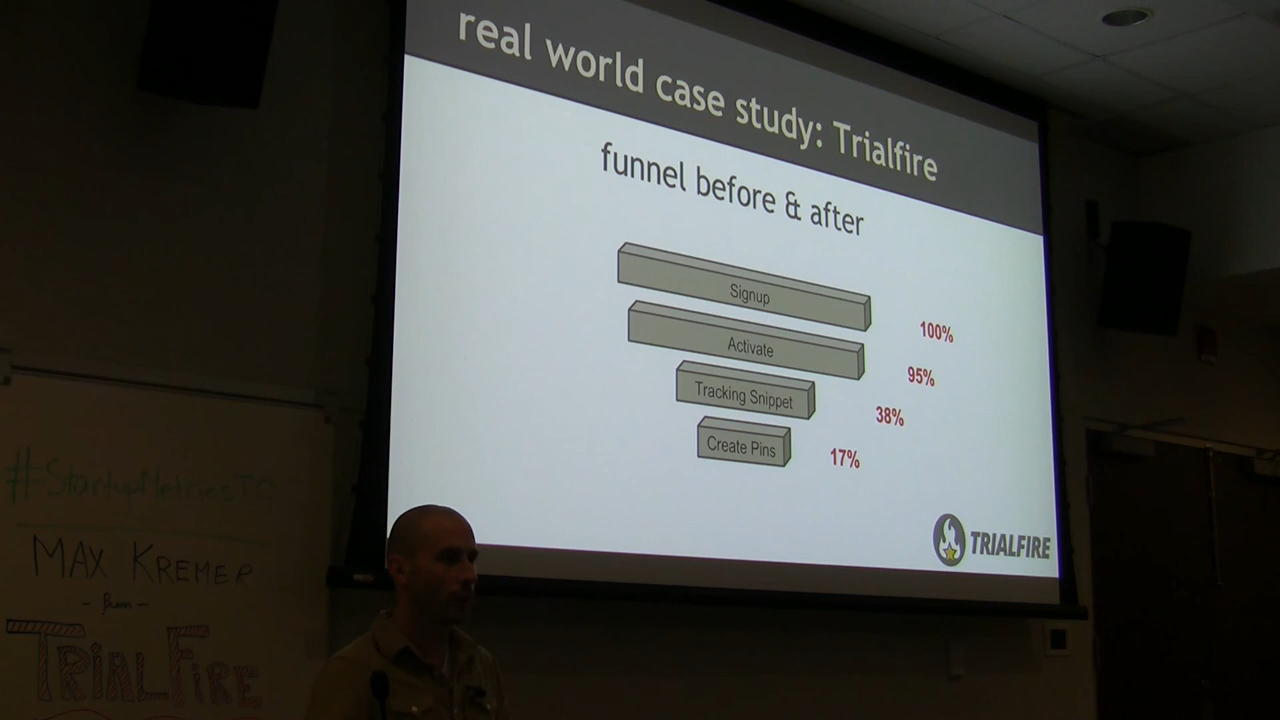 real world case study: Trialfire
funnel before & after
Signup
100%
Activate
95%
Tracking Snippet
38%
Create Pins
17%
TRIALFIRE
#StartupMetricsTO
MAX KREMER
- from -
TRIALFIRE